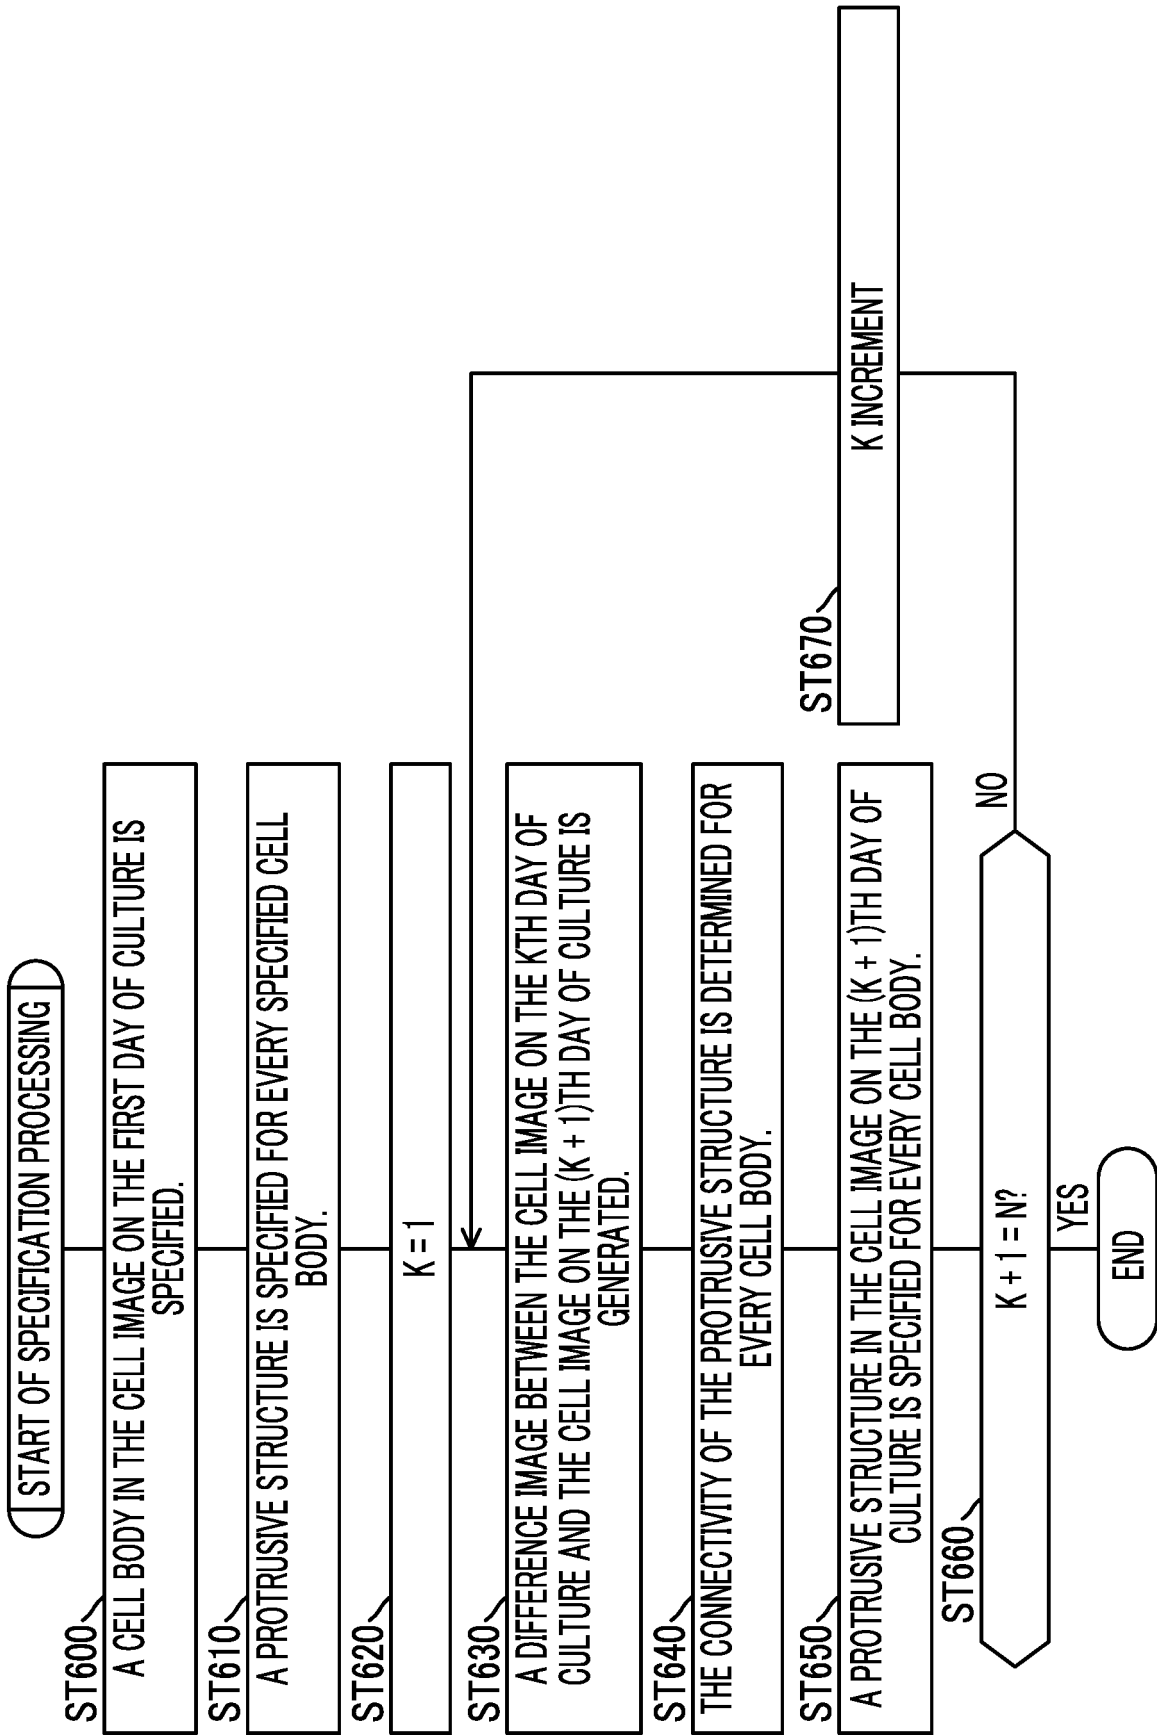 START OF SPECIFICATION PROCESSING
ST600
A CELL BODY IN THE CELL IMAGE ON THE FIRST DAY OF CULTURE IS
SPECIFIED.
ST610
A PROTRUSIVE STRUCTURE IS SPECIFIED FOR EVERY SPECIFIED CELL
BODY.
ST620
K = 1
ST630
A DIFFERENCE IMAGE BETWEEN THE CELL IMAGE ON THE KTH DAY OF
CULTURE AND THE CELL IMAGE ON THE (K + 1)TH DAY OF CULTURE IS
GENERATED.
ST640
THE CONNECTIVITY OF THE PROTRUSIVE STRUCTURE IS DETERMINED FOR
EVERY CELL BODY.
ST650
A PROTRUSIVE STRUCTURE IN THE CELL IMAGE ON THE (K + 1)TH DAY OF
CULTURE IS SPECIFIED FOR EVERY CELL BODY.
ST660
K + 1 = N?
NO
ST670
K INCREMENT
YES
END